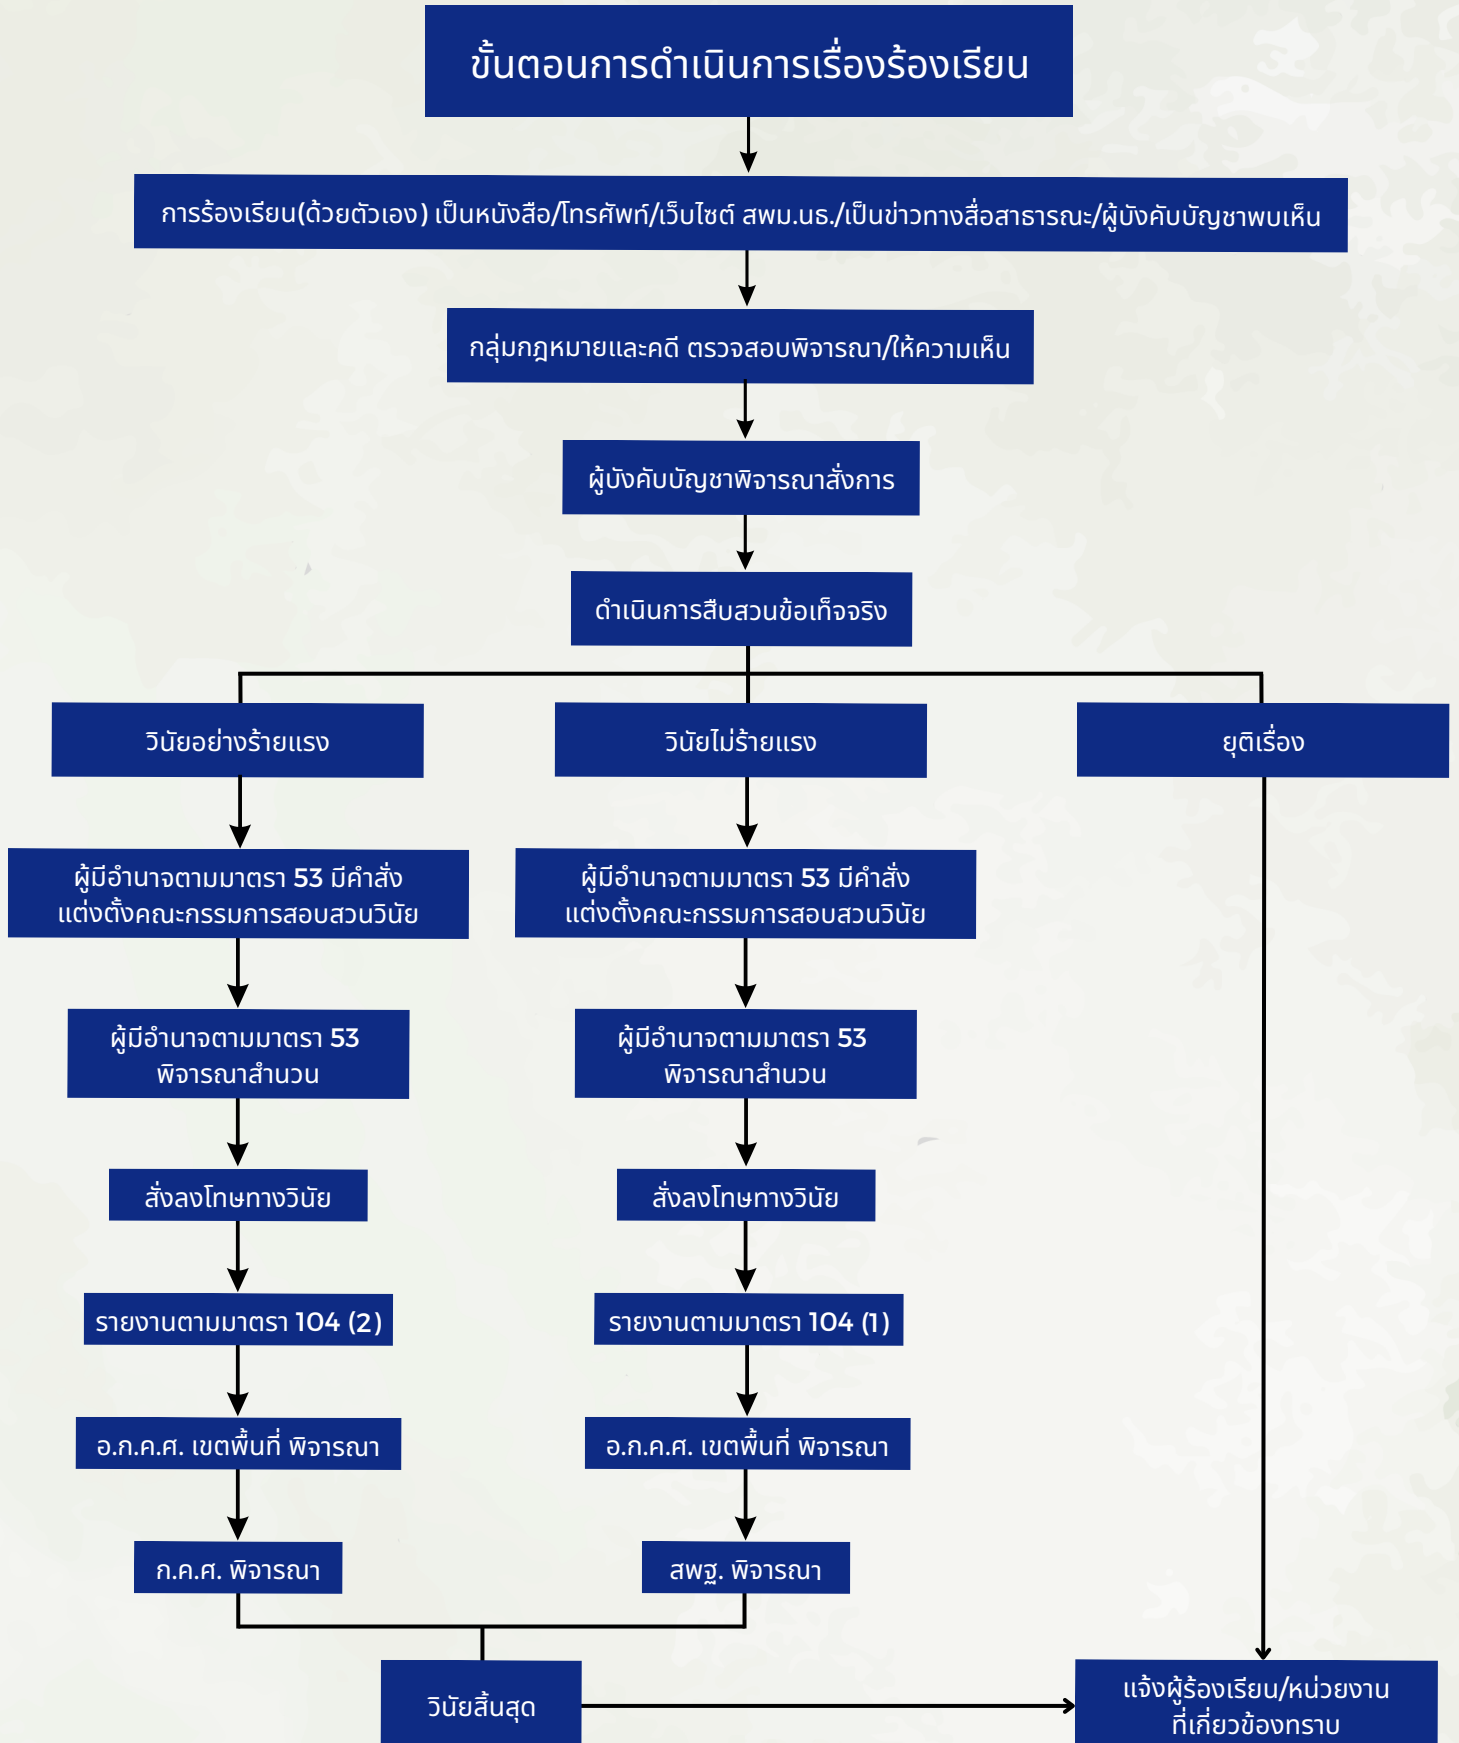 ขั้นตอนการดำเนินการเรื่องร้องเรียน
การร้องเรียน(ด้วยตัวเอง) เป็นหนังสือ/โทรศัพท์/เว็บไซต์ สพม.นธ./เป็นข่าวทางสื่อสาธารณะ/ผู้บังคับบัญชาพบเห็น
กลุ่มกฎหมายและคดี ตรวจสอบพิจารณา/ให้ความเห็น
ผู้บังคับบัญชาพิจารณาสั่งการ
ดำเนินการสืบสวนข้อเท็จจริง
วินัยอย่างร้ายแรง
วินัยไม่ร้ายแรง
ยุติเรื่อง
ผู้มีอำนาจตามมาตรา 53 มีคำสั่ง
แต่งตั้งคณะกรรมการสอบสวนวินัย
ผู้มีอำนาจตามมาตรา 53 มีคำสั่ง
แต่งตั้งคณะกรรมการสอบสวนวินัย
ผู้มีอำนาจตามมาตรา 53
พิจารณาสำนวน
ผู้มีอำนาจตามมาตรา 53
พิจารณาสำนวน
สั่งลงโทษทางวินัย
สั่งลงโทษทางวินัย
รายงานตามมาตรา 104 (2)
รายงานตามมาตรา 104 (1)
อ.ก.ค.ศ. เขตพื้นที่ พิจารณา
อ.ก.ค.ศ. เขตพื้นที่ พิจารณา
ก.ค.ศ. พิจารณา
สพฐ. พิจารณา
วินัยสิ้นสุด
แจ้งผู้ร้องเรียน/หน่วยงาน
ที่เกี่ยวข้องทราบ